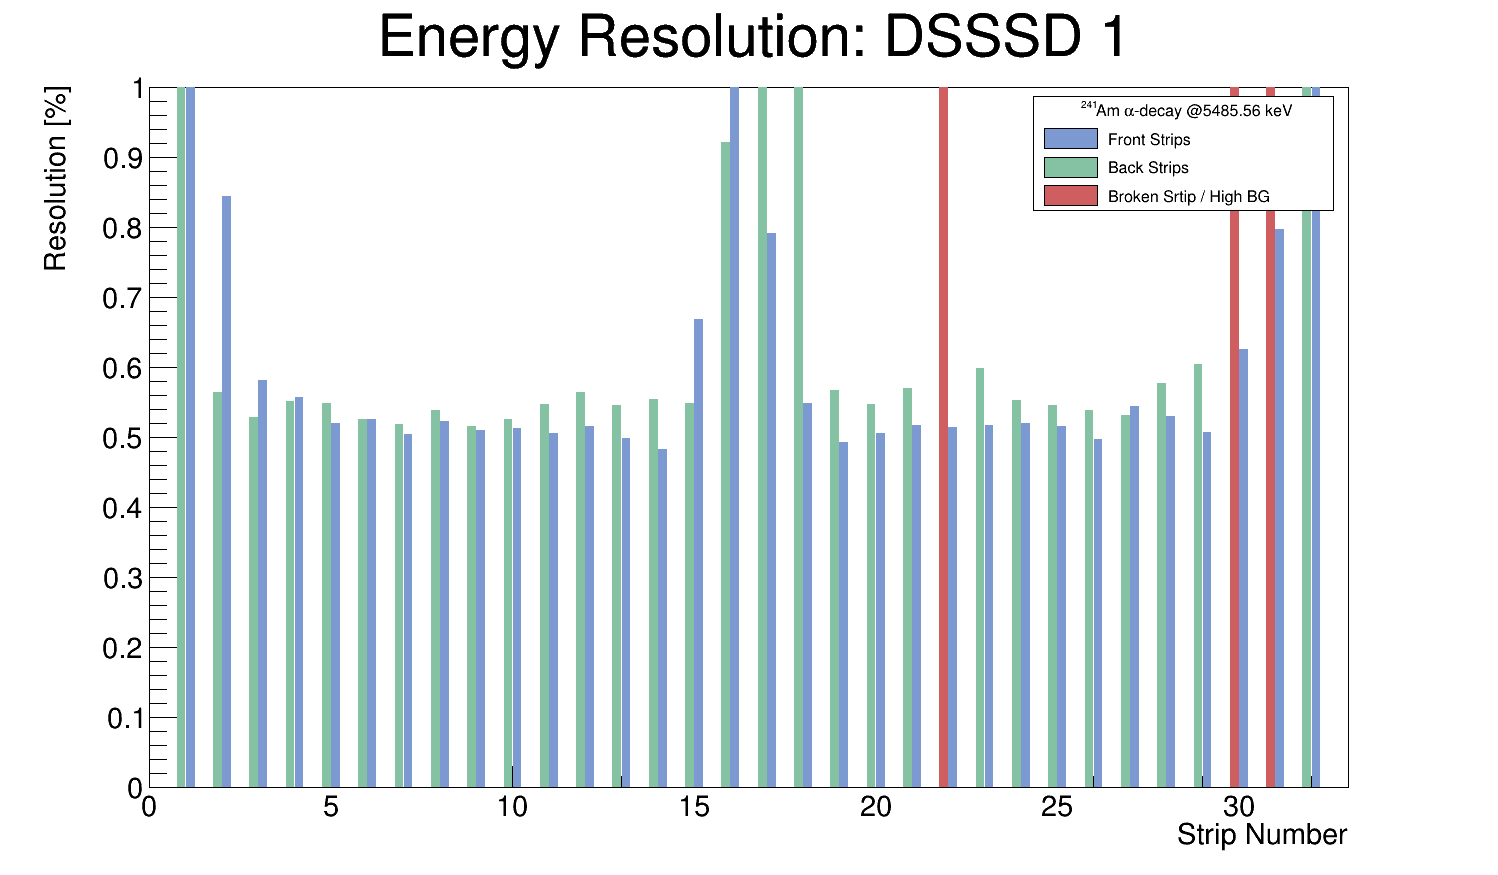 Energy Resolution: DSSSD 1
Resolution [%]
1
0.9
0.8
0.7
0.6
0.5
0.4
0.3
0.2
0.1
0
²⁴¹Am α-decay @5485.56 keV
Front Strips
Back Strips
Broken Srtip / High BG
0 5 10 15 20 25 30
Strip Number